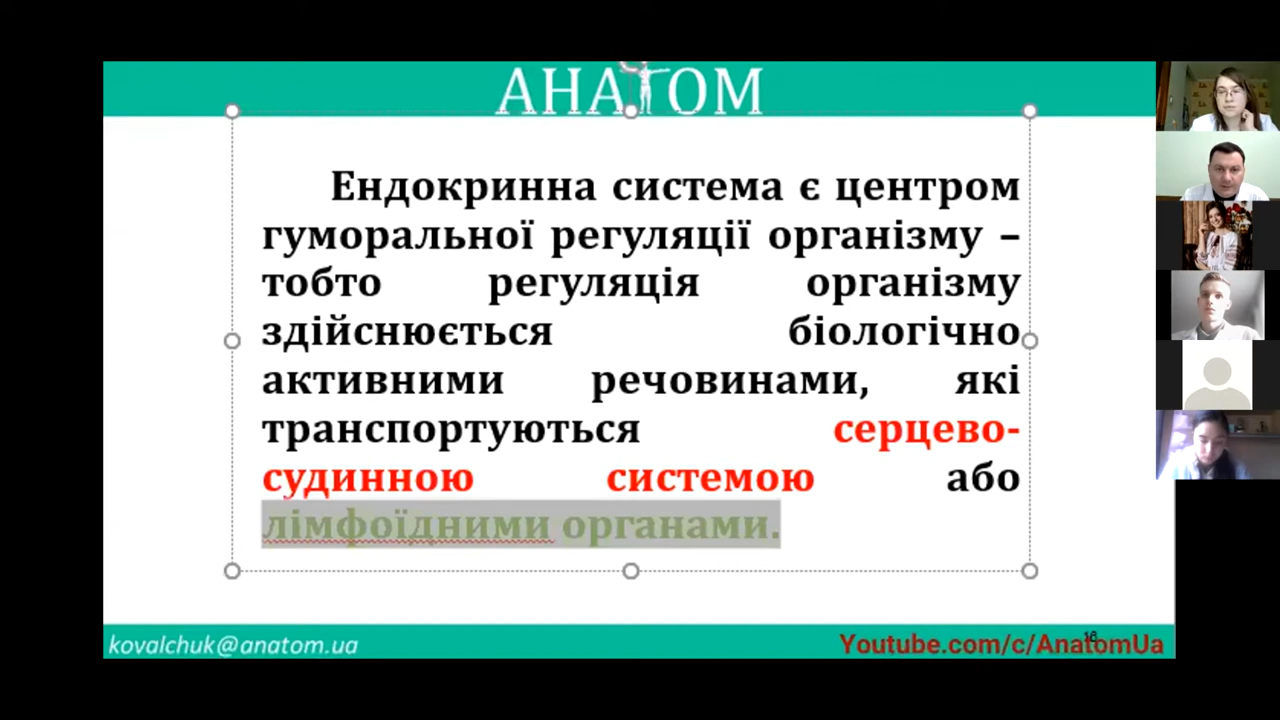 АНАТОМ
Ендокринна система є центром
гуморальної регуляції організму –
тобто регуляція організму
здійснюється біологічно
активними речовинами, які
транспортуються серцево-
судинною системою або
лімфоїдними органами.
kovalchuk@anatom.ua
Youtube.com/c/AnatomUa
16